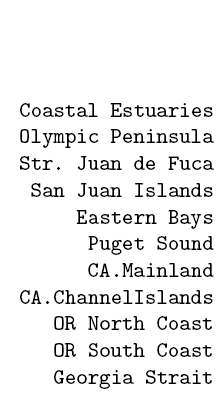 Coastal Estuaries
Olympic Peninsula
Str. Juan de Fuca
San Juan Islands
Eastern Bays
Puget Sound
CA.Mainland
CA.ChannelIslands
OR North Coast
OR South Coast
Georgia Strait